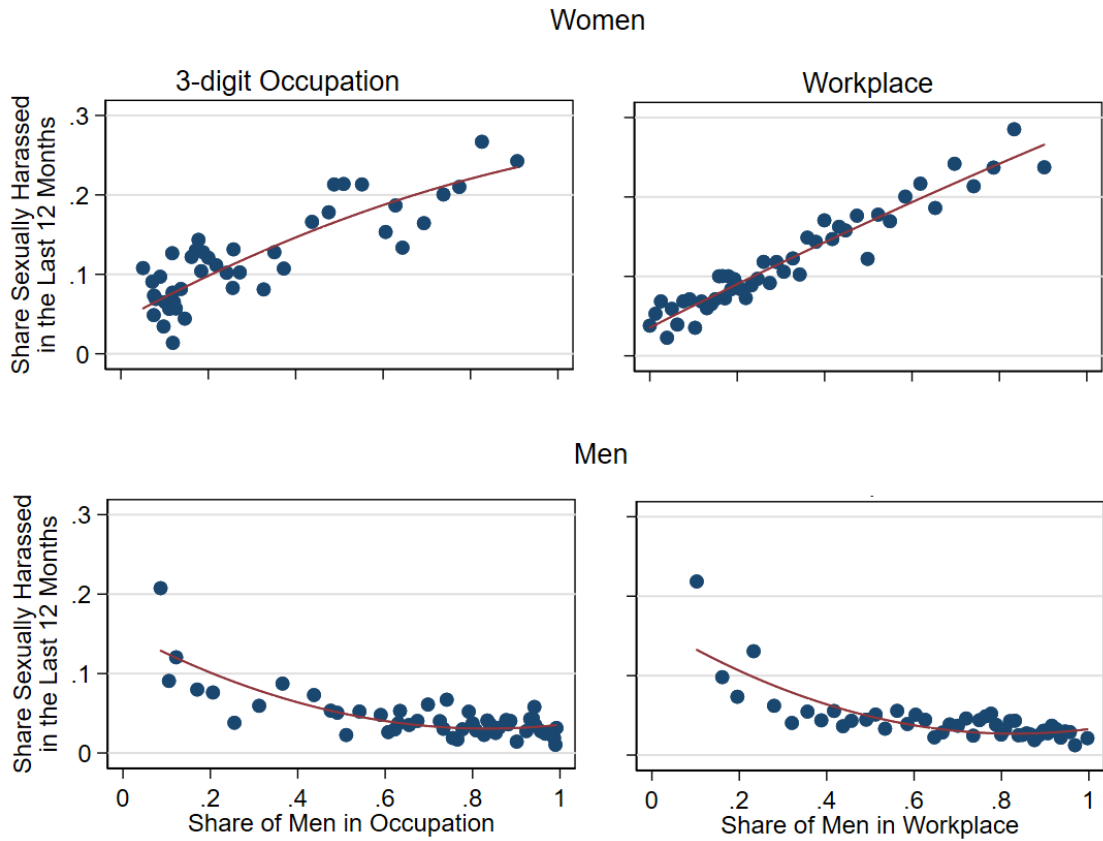 Women
3-digit Occupation
Workplace
Share Sexually Harassed
in the Last 12 Months
.3
.2
.1
0
Men
Share Sexually Harassed
in the Last 12 Months
.3
.2
.1
0
0 .2 .4 .6 .8 1
Share of Men in Occupation
0 .2 .4 .6 .8 1
Share of Men in Workplace